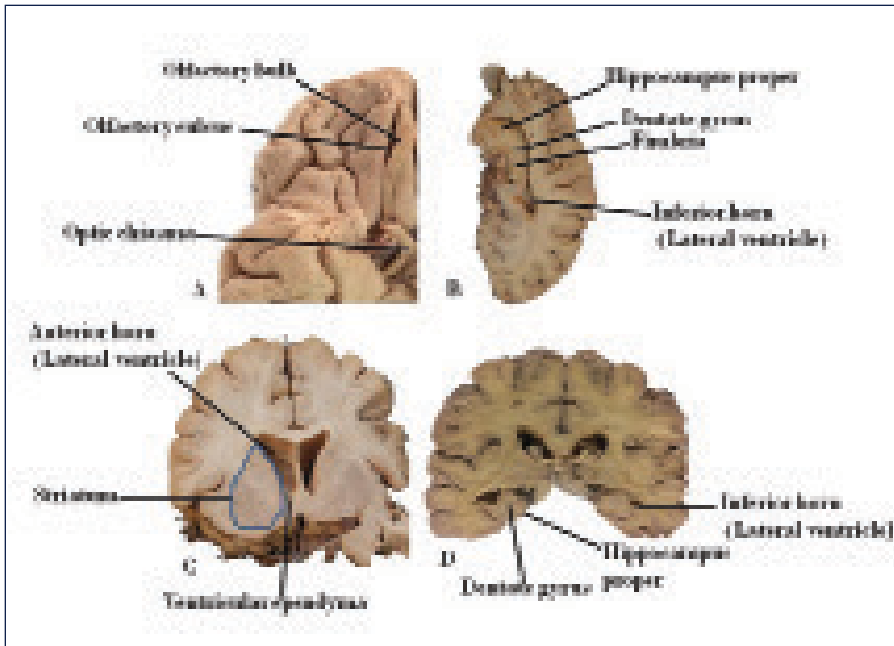 Olfactory bulb
Olfactory sulcus
Optic chiasma
A
Hippocampus proper
Dentate gyrus
Fimbria
Inferior horn
(Lateral ventricle)
B
Anterior horn
(Lateral ventricle)
Striatum
C
Ventricular ependyma
Inferior horn
(Lateral ventricle)
D
Hippocampus
proper
Dentate gyrus